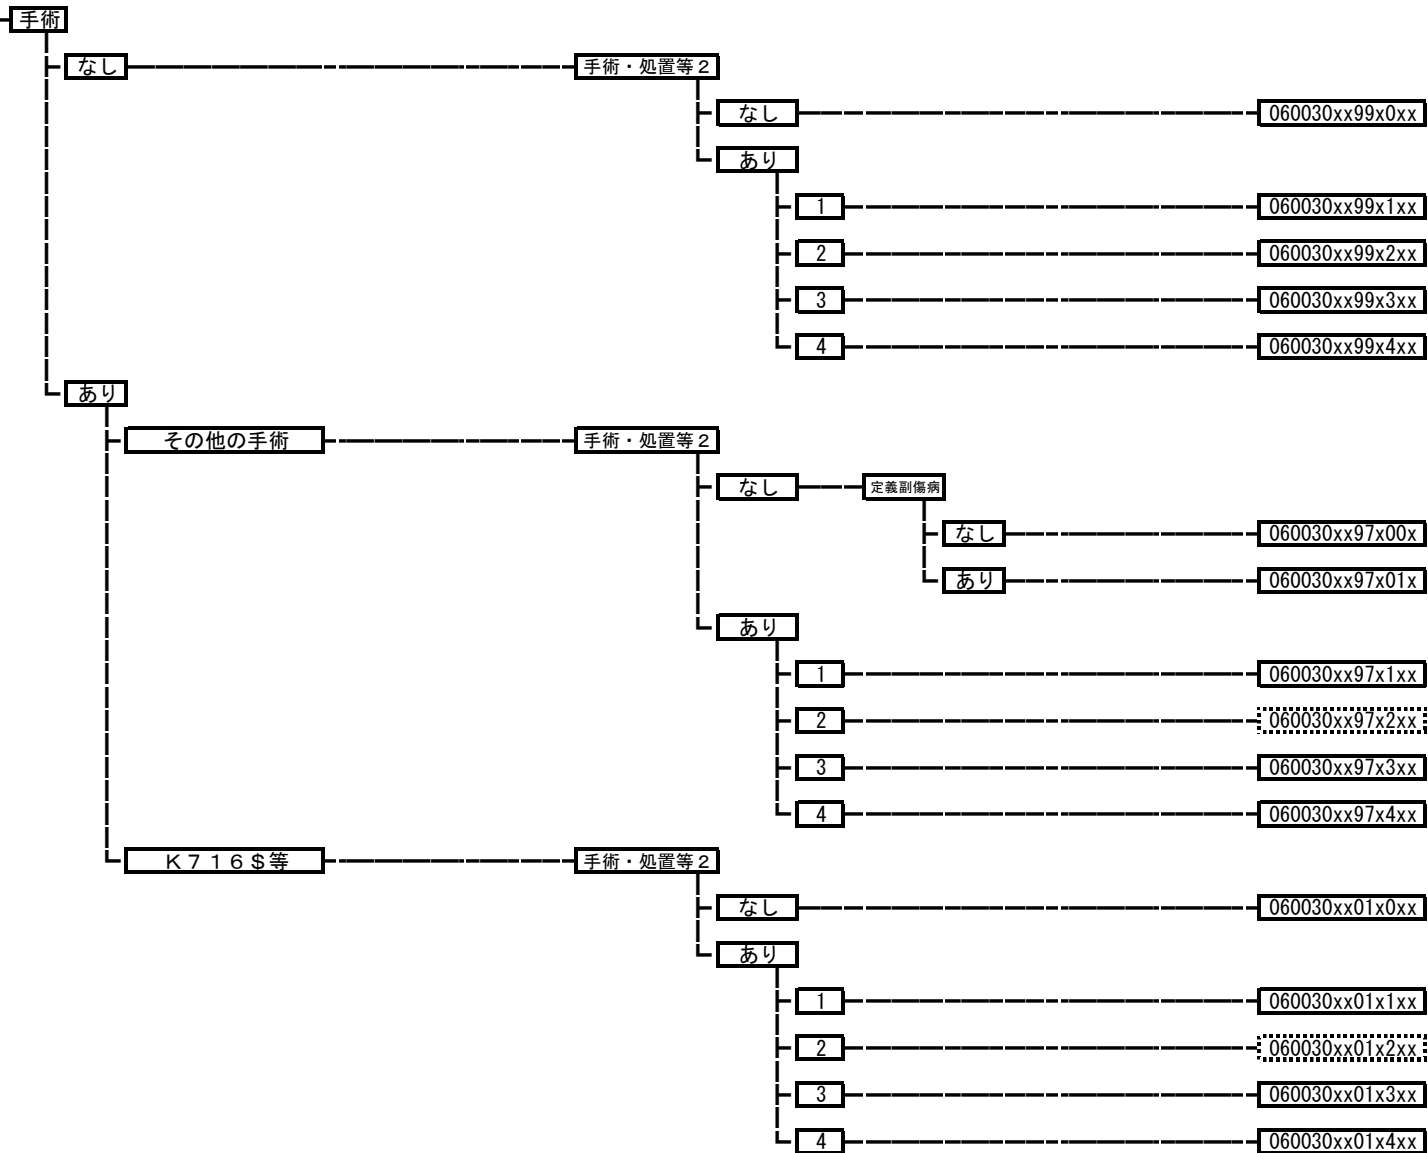 手術
なし 手術・処置等２
なし 060030xx99x0xx
あり
1 060030xx99x1xx
2 060030xx99x2xx
3 060030xx99x3xx
4 060030xx99x4xx
あり
その他の手術 手術・処置等２
なし 定義副傷病
なし 060030xx97x00x
あり 060030xx97x01x
あり
1 060030xx97x1xx
2 060030xx97x2xx
3 060030xx97x3xx
4 060030xx97x4xx
Ｋ７１６＄等 手術・処置等２
なし 060030xx01x0xx
あり
1 060030xx01x1xx
2 060030xx01x2xx
3 060030xx01x3xx
4 060030xx01x4xx